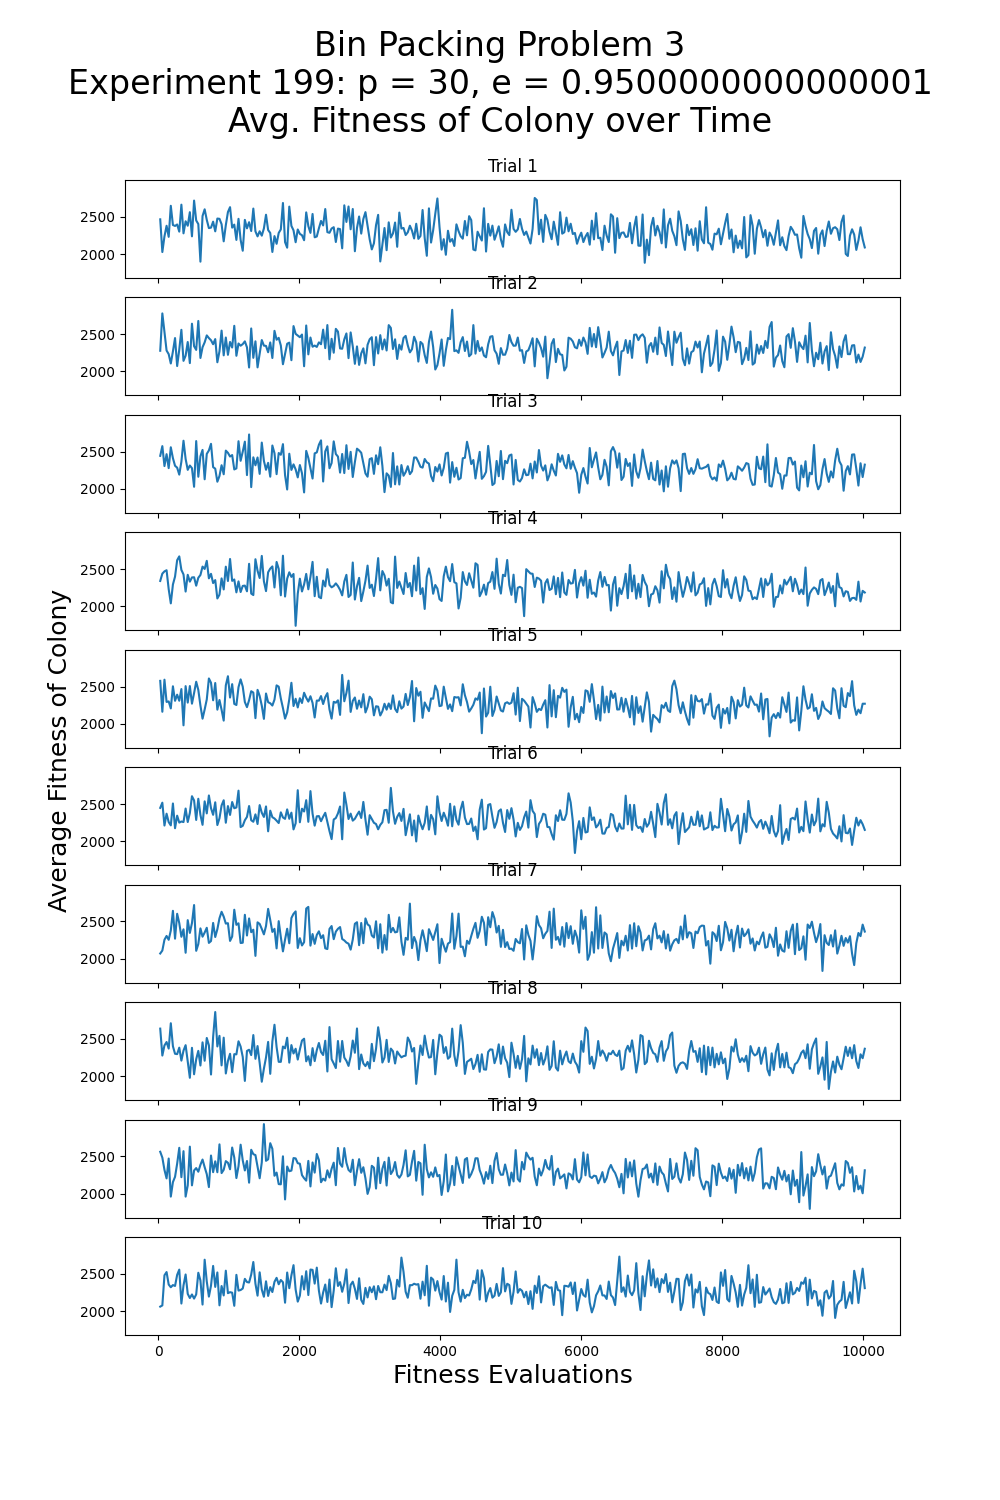 Bin Packing Problem 3
Experiment 199: p = 30, e = 0.9500000000000001
Avg. Fitness of Colony over Time
Trial 1
2500
2000
Trial 2
2500
2000
Trial 3
2500
2000
Trial 4
2500
2000
Trial 5
2500
2000
Trial 6
2500
2000
Trial 7
2500
2000
Trial 8
2500
2000
Trial 9
2500
2000
Trial 10
2500
2000
0 2000 4000 6000 8000 10000
Fitness Evaluations
Average Fitness of Colony